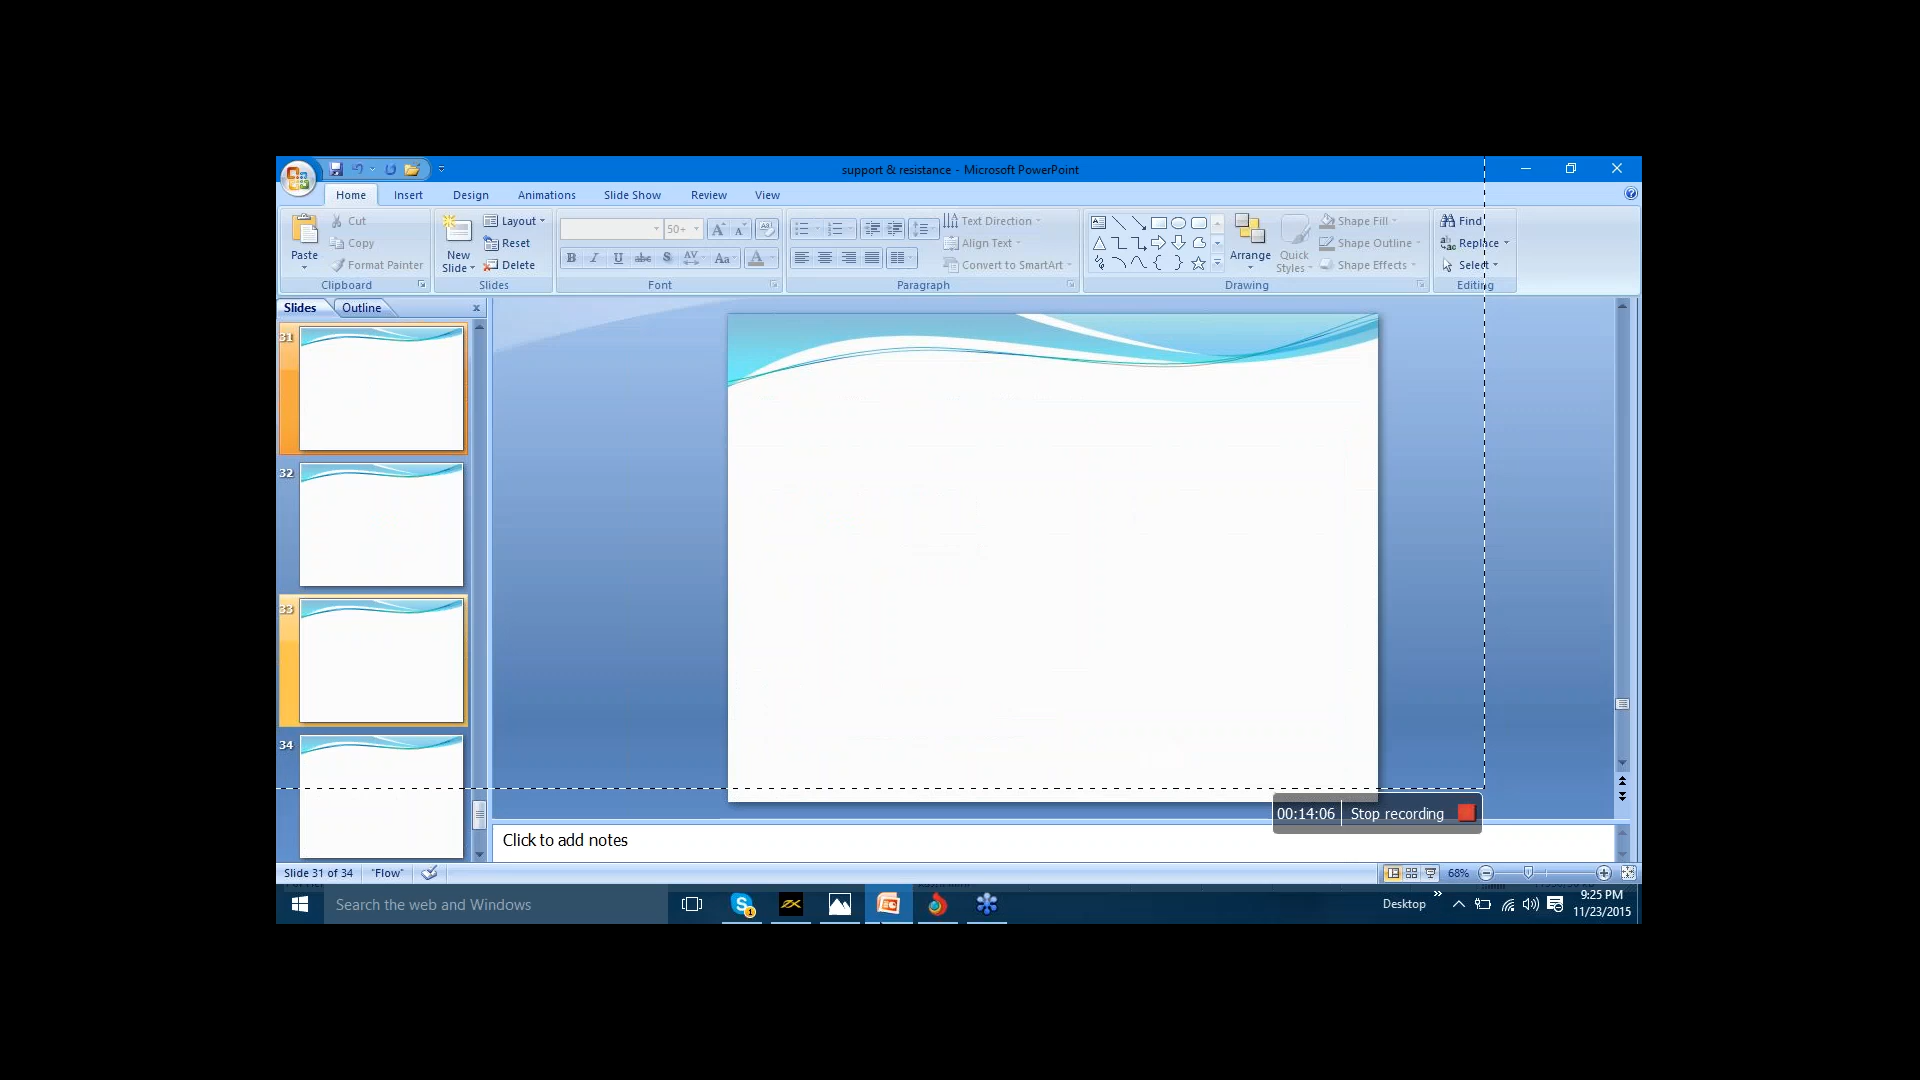 support & resistance - Microsoft PowerPoint
Home Insert Design Animations Slide Show Review View
Paste
Cut
Copy
Format Painter
Clipboard
New
Slide
Layout
Reset
Delete
Slides
50+
Font
Text Direction
Align Text
Convert to SmartArt
Paragraph
Arrange
Quick
Styles
Shape Fill
Shape Outline
Shape Effects
Drawing
Find
Replace
Select
Editing
Slides Outline x
31
32
33
34
Click to add notes
00:14:06 Stop recording
Slide 31 of 34 "Flow" 68%
Search the web and Windows
Desktop
9:25 PM
11/23/2015